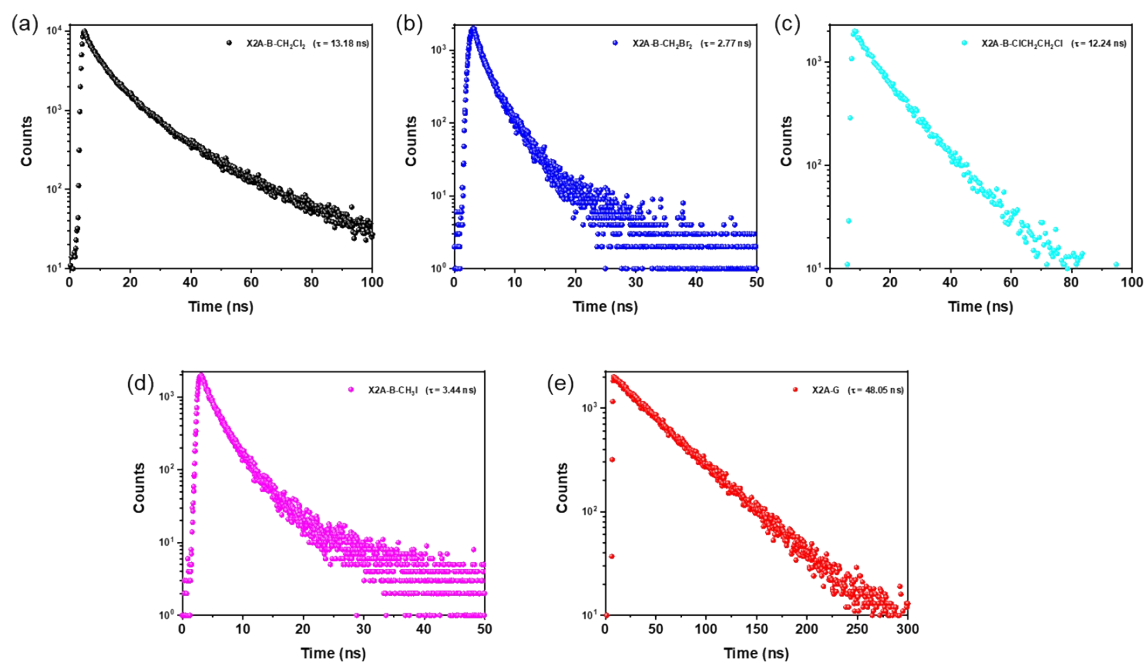 (a)
X2A-B-CH₂Cl₂ (τ = 13.18 ns)
10⁴
10³
10²
10¹
Counts
0 20 40 60 80 100
Time (ns)
(b)
X2A-B-CH₂Br₂ (τ = 2.77 ns)
10³
10²
10¹
10⁰
Counts
0 10 20 30 40 50
Time (ns)
(c)
X2A-B-ClCH₂CH₂Cl (τ = 12.24 ns)
10³
10²
10¹
Counts
0 20 40 60 80 100
Time (ns)
(d)
X2A-B-CH₃I (τ = 3.44 ns)
10³
10²
10¹
10⁰
Counts
0 10 20 30 40 50
Time (ns)
(e)
X2A-G (τ = 48.05 ns)
10³
10²
10¹
Counts
0 50 100 150 200 250 300
Time (ns)